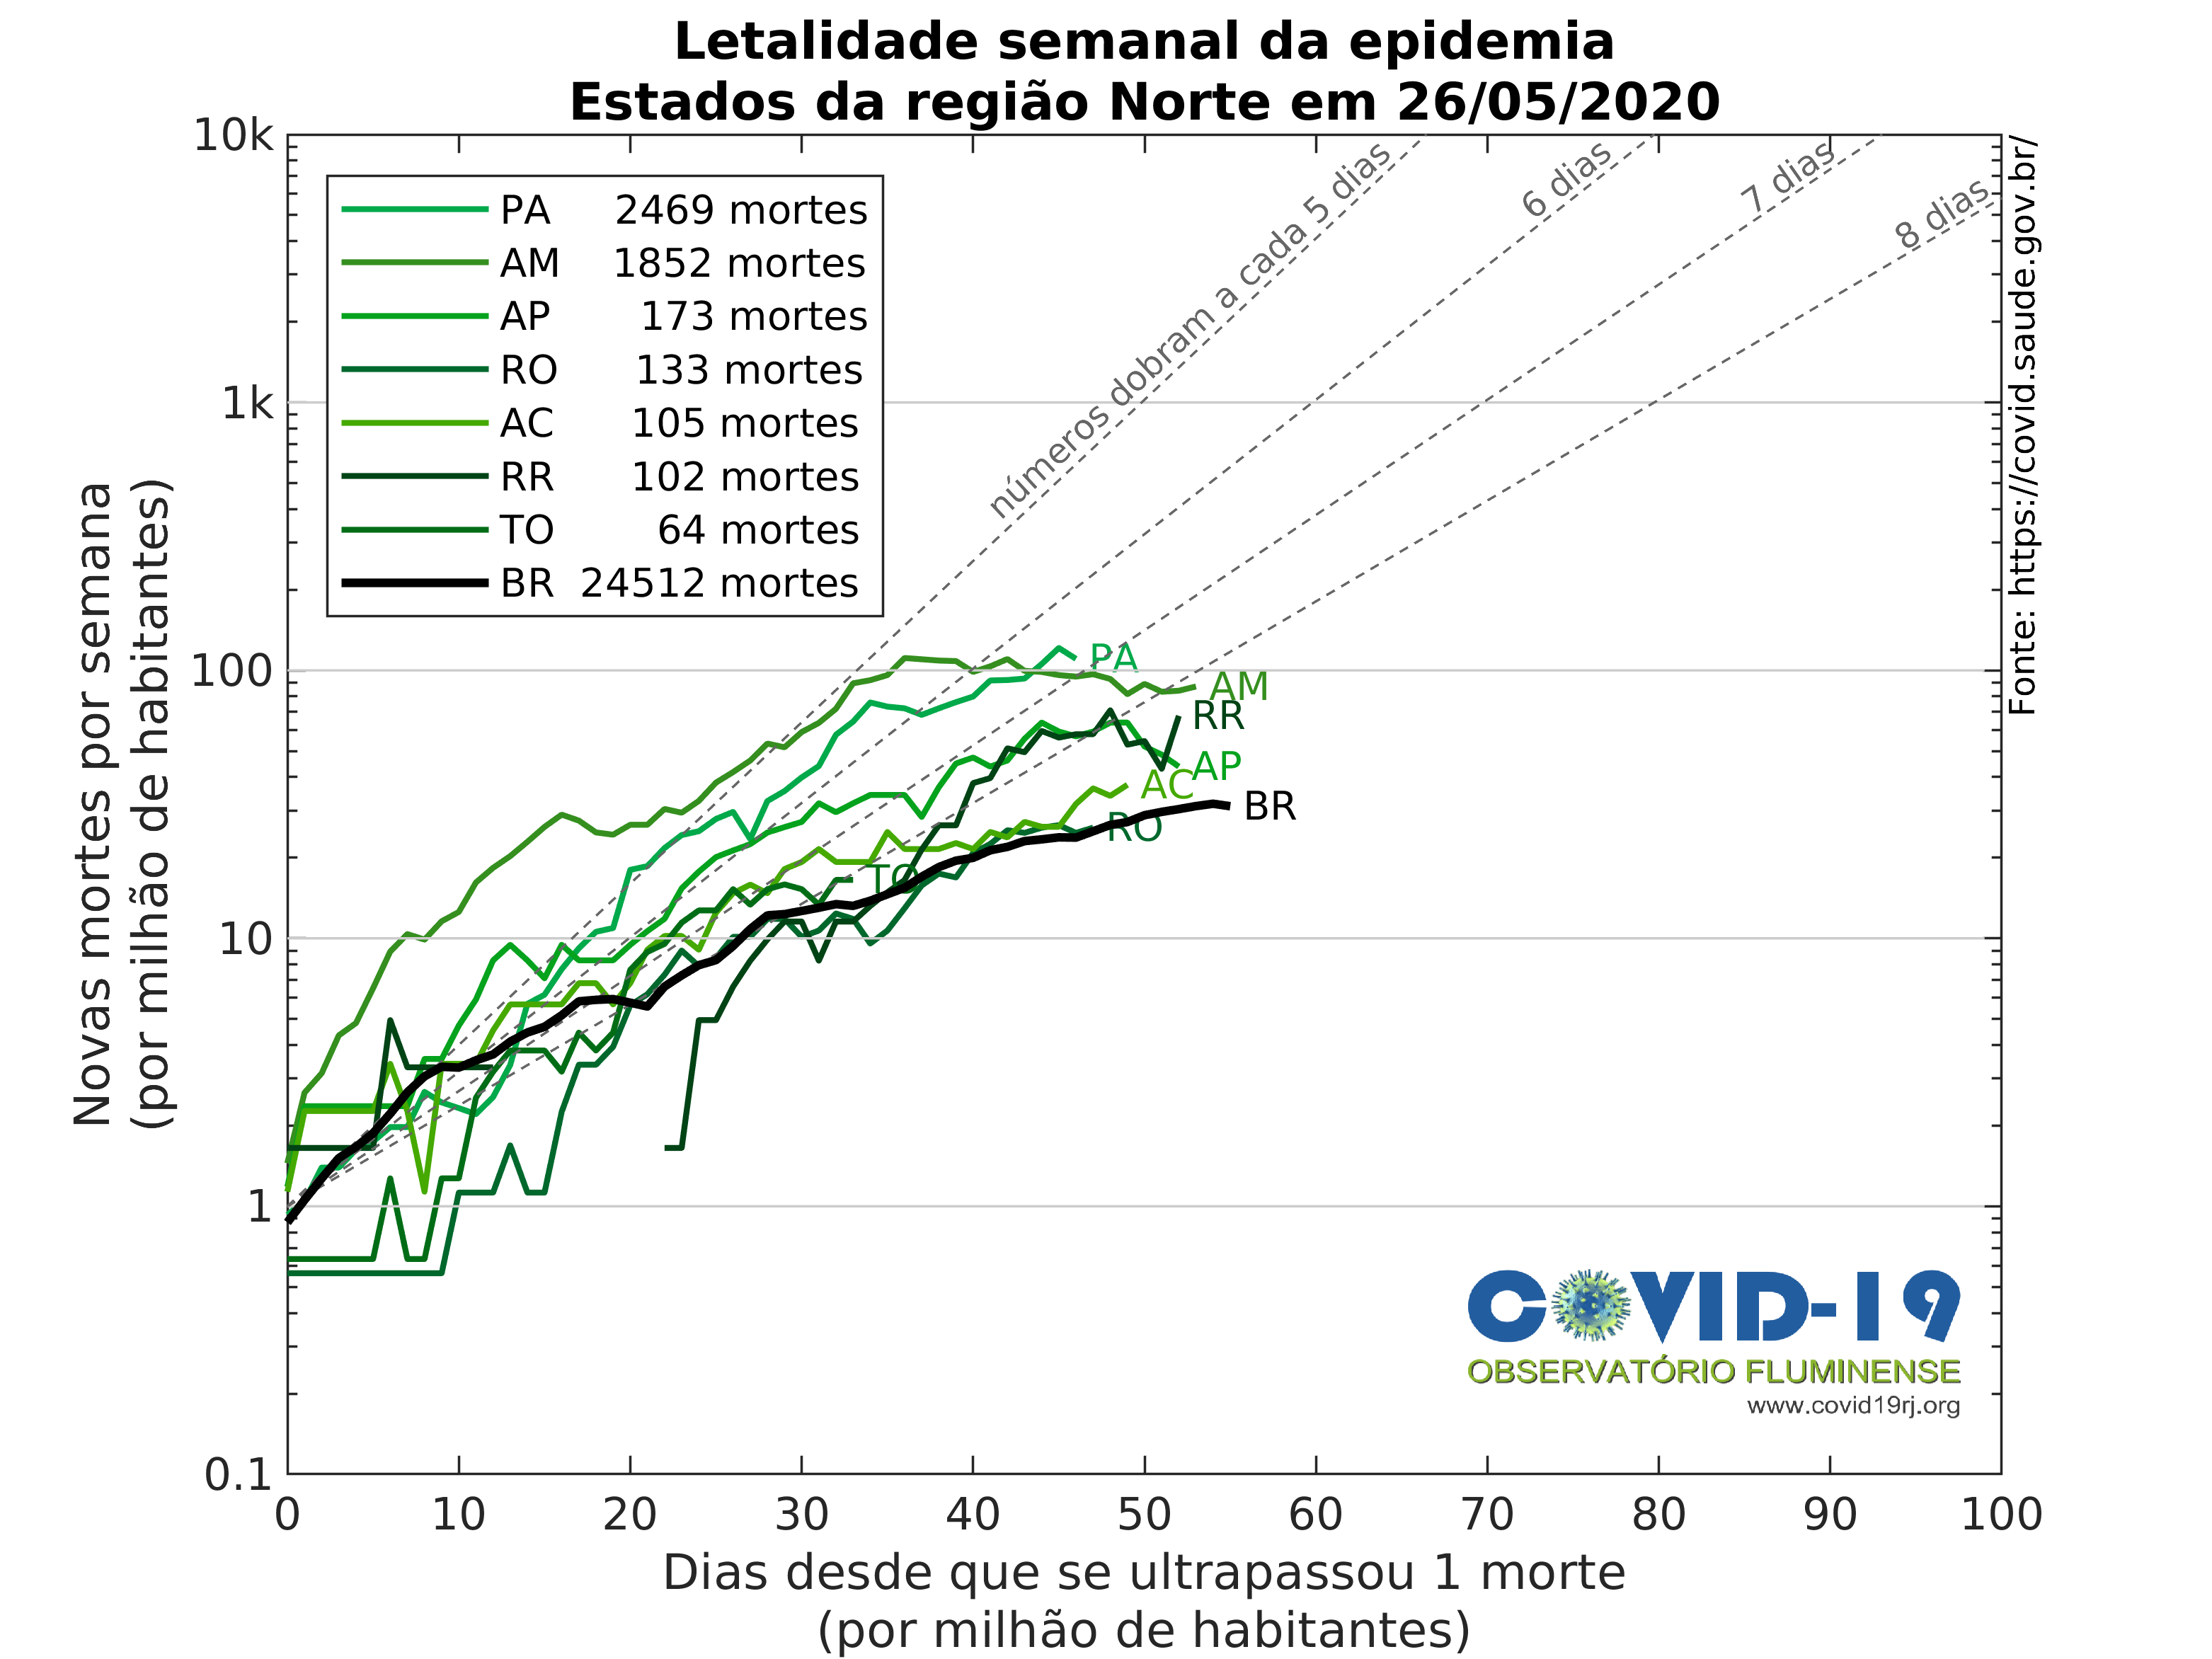 Letalidade semanal da epidemia
Estados da região Norte em 26/05/2020
10k
1k
100
10
1
0.1
Novas mortes por semana
(por milhão de habitantes)
PA 2469 mortes
AM 1852 mortes
AP 173 mortes
RO 133 mortes
AC 105 mortes
RR 102 mortes
TO 64 mortes
BR 24512 mortes
números dobram a cada 5 dias
6 dias
7 dias
8 dias
Fonte: https://covid.saude.gov.br/
PA
AM
RR
AP
AC
BR
RO
TO
COVID-19
OBSERVATÓRIO FLUMINENSE
www.covid19rj.org
0 10 20 30 40 50 60 70 80 90 100
Dias desde que se ultrapassou 1 morte
(por milhão de habitantes)